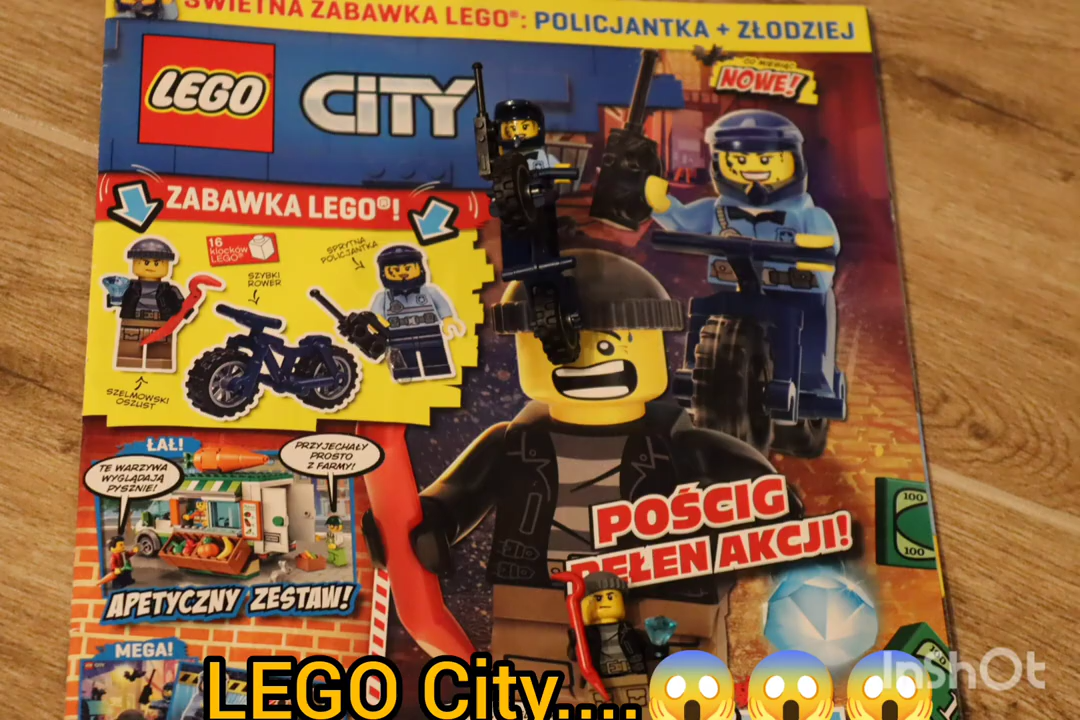 ŚWIETNA ZABAWKA LEGO®: POLICJANTKA + ZŁODZIEJ
LEGO
CITY
CO MIESIĄC
NOWE!
ZABAWKA LEGO®!
16
klocków
LEGO®
SZYBKI
ROWER
SPRYTNA
POLICJANTKA
SZELMOWSKI
OSZUST
ŁAŁ!
TE WARZYWA
WYGLĄDAJĄ
PYSZNIE!
PRZYJECHAŁY
PROSTO
Z FARMY!
APETYCZNY ZESTAW!
POŚCIG
PEŁEN AKCJI!
100
100
100
MEGA!
LEGO City....
InShOt